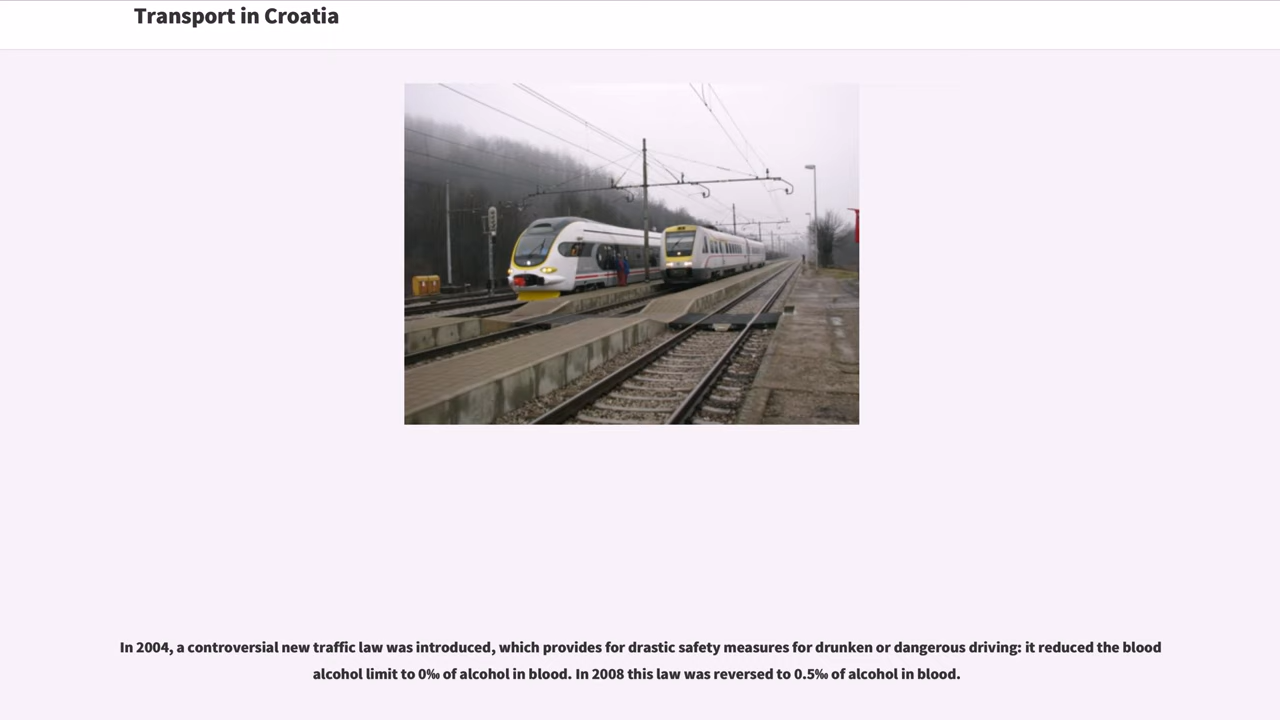 Transport in Croatia
In 2004, a controversial new traffic law was introduced, which provides for drastic safety measures for drunken or dangerous driving: it reduced the blood
alcohol limit to 0‰ of alcohol in blood. In 2008 this law was reversed to 0.5‰ of alcohol in blood.